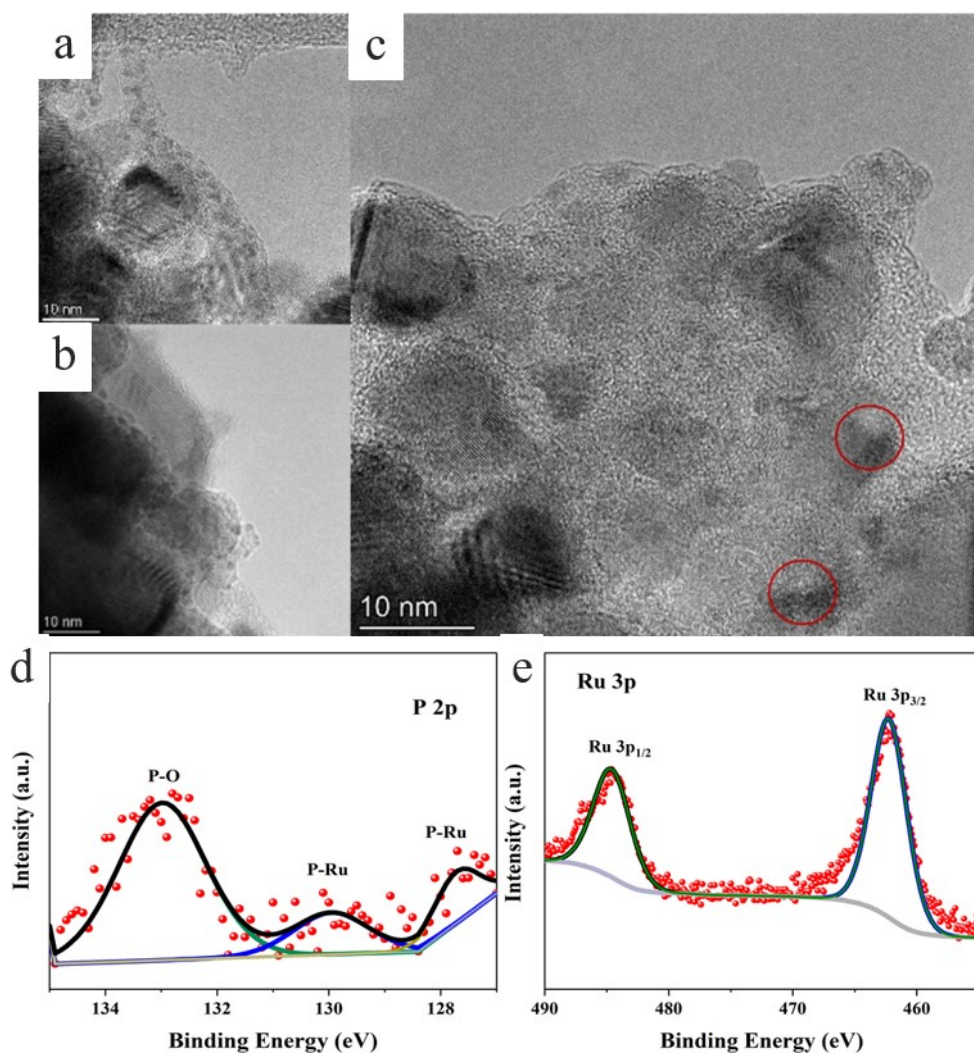 a
10 nm
b
10 nm
c
10 nm
d
P 2p
P-O
P-Ru
P-Ru
Intensity (a.u.)
134
132
130
128
Binding Energy (eV)
e
Ru 3p
Ru 3p1/2
Ru 3p3/2
Intensity (a.u.)
490
480
470
460
Binding Energy (eV)